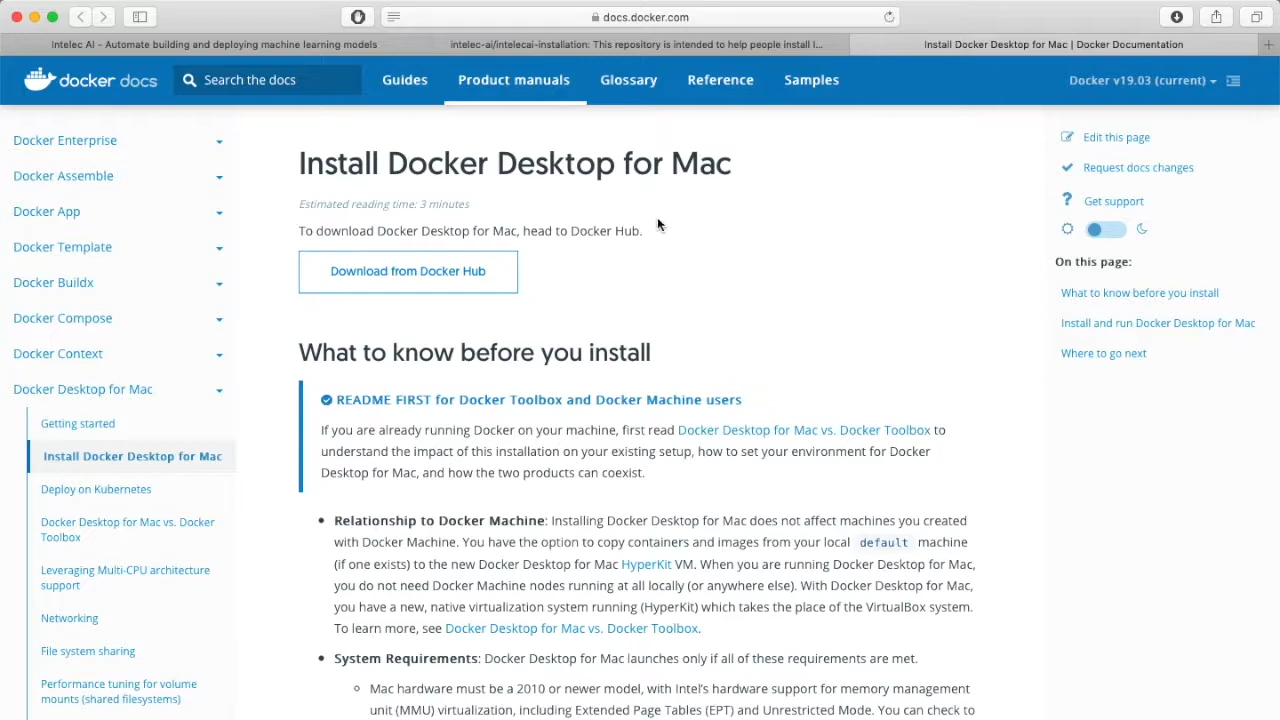 docs.docker.com
Intelec AI - Automate building and deploying machine learning models
intelec-ai/intelecai-installation: This repository is intended to help people install I...
Install Docker Desktop for Mac | Docker Documentation
docker docs
Search the docs
Guides
Product manuals
Glossary
Reference
Samples
Docker v19.03 (current)
Docker Enterprise
Docker Assemble
Docker App
Docker Template
Docker Buildx
Docker Compose
Docker Context
Docker Desktop for Mac
Getting started
Install Docker Desktop for Mac
Deploy on Kubernetes
Docker Desktop for Mac vs. Docker
Toolbox
Leveraging Multi-CPU architecture
support
Networking
File system sharing
Performance tuning for volume
mounts (shared filesystems)
Install Docker Desktop for Mac
Estimated reading time: 3 minutes
To download Docker Desktop for Mac, head to Docker Hub.
Download from Docker Hub
What to know before you install
README FIRST for Docker Toolbox and Docker Machine users
If you are already running Docker on your machine, first read Docker Desktop for Mac vs. Docker Toolbox to
understand the impact of this installation on your existing setup, how to set your environment for Docker
Desktop for Mac, and how the two products can coexist.
• Relationship to Docker Machine: Installing Docker Desktop for Mac does not affect machines you created
with Docker Machine. You have the option to copy containers and images from your local default machine
(if one exists) to the new Docker Desktop for Mac HyperKit VM. When you are running Docker Desktop for Mac,
you do not need Docker Machine nodes running at all locally (or anywhere else). With Docker Desktop for Mac,
you have a new, native virtualization system running (HyperKit) which takes the place of the VirtualBox system.
To learn more, see Docker Desktop for Mac vs. Docker Toolbox.
• System Requirements: Docker Desktop for Mac launches only if all of these requirements are met.
◦ Mac hardware must be a 2010 or newer model, with Intel's hardware support for memory management
unit (MMU) virtualization, including Extended Page Tables (EPT) and Unrestricted Mode. You can check to
Edit this page
Request docs changes
Get support
On this page:
What to know before you install
Install and run Docker Desktop for Mac
Where to go next